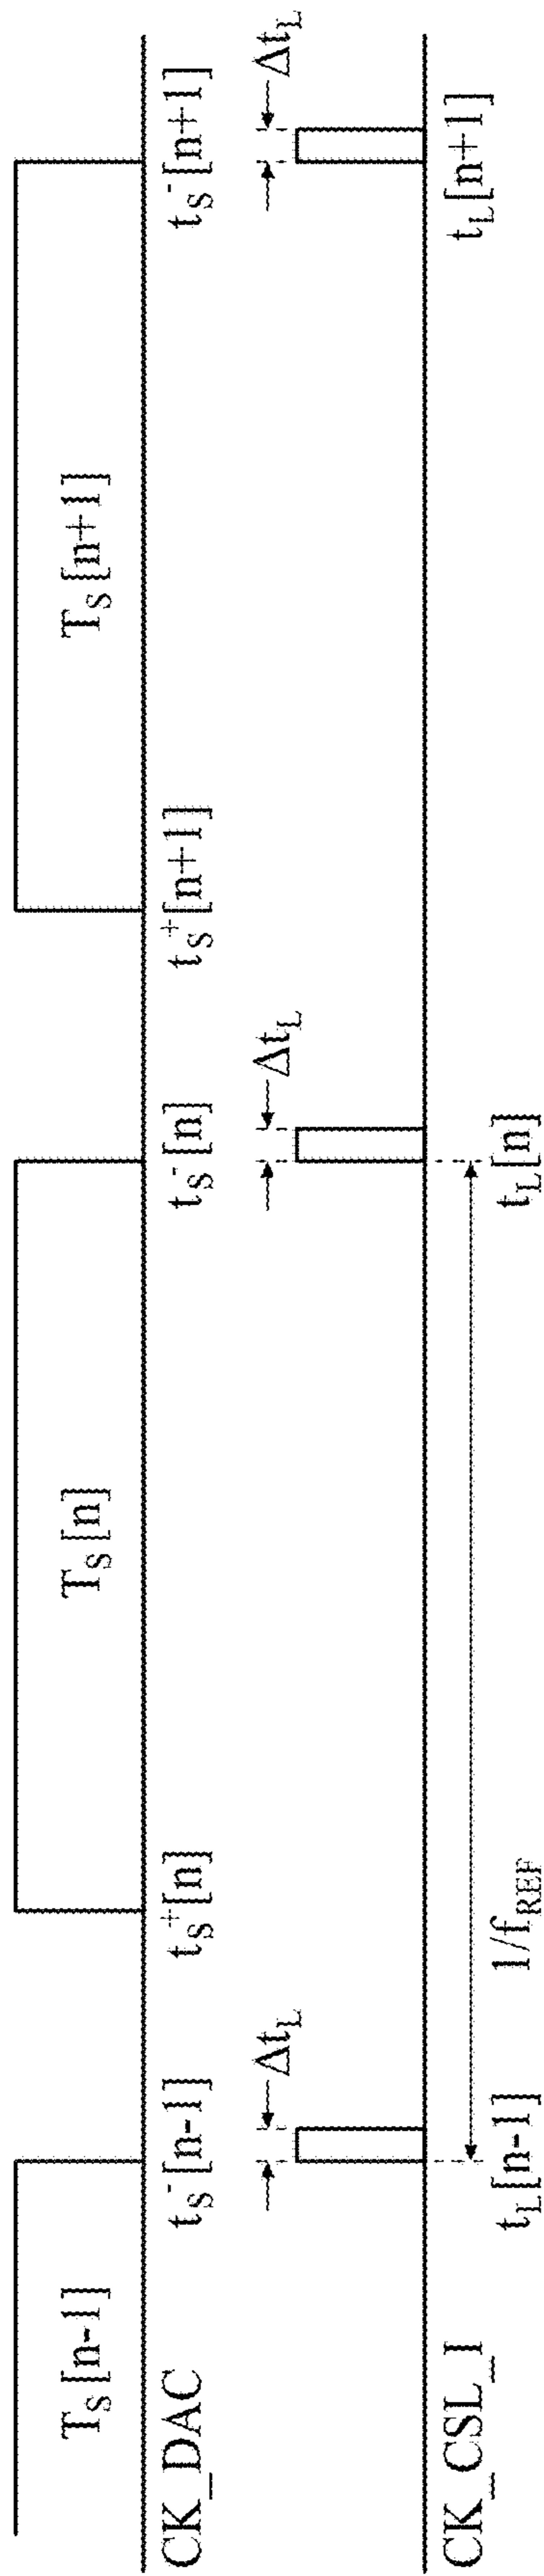 T_S[n-1]
T_S[n]
T_S[n+1]
CK_DAC
t_S^-[n-1]
t_S^+[n]
t_S^-[n]
t_S^+[n+1]
t_S^-[n+1]
Δt_L
Δt_L
Δt_L
CK_CSL_I
t_L[n-1]
1/f_REF
t_L[n]
t_L[n+1]